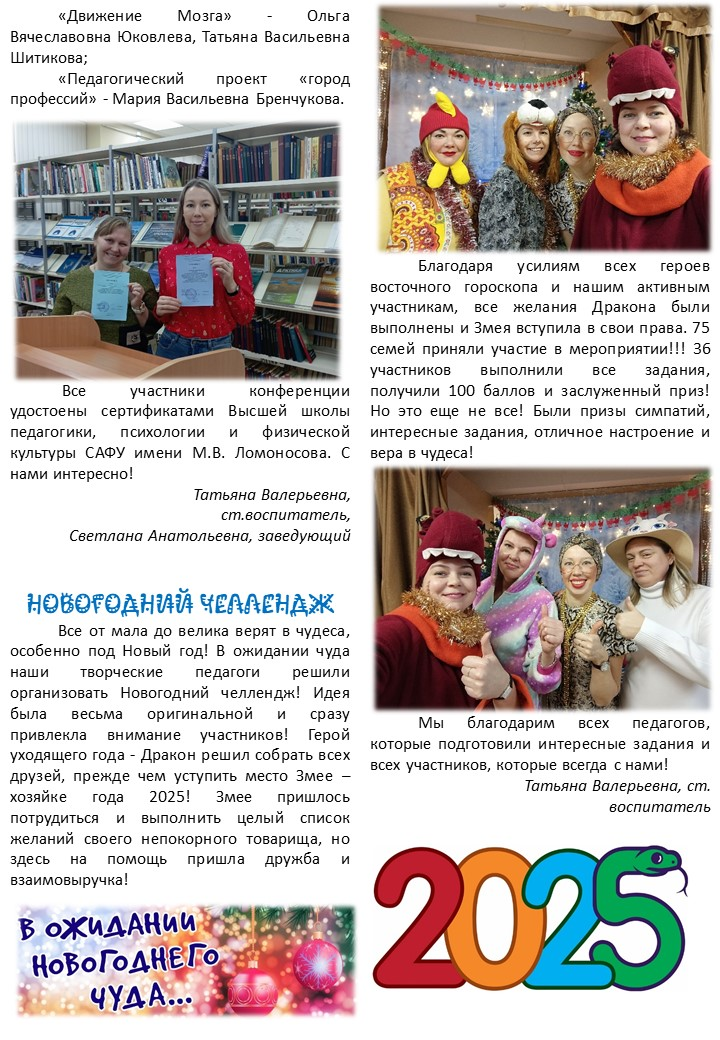 «Движение Мозга» - Ольга
Вячеславовна Юковлева, Татьяна Васильевна
Шитикова;
«Педагогический проект «город
профессий» - Мария Васильевна Бренчукова.
Все участники конференции
удостоены сертификатами Высшей школы
педагогики, психологии и физической
культуры САФУ имени М.В. Ломоносова. С
нами интересно!
Татьяна Валерьевна,
ст.воспитатель,
Светлана Анатольевна, заведующий
НОВОГОДНИЙ ЧЕЛЛЕНДЖ
Все от мала до велика верят в чудеса,
особенно под Новый год! В ожидании чуда
наши творческие педагоги решили
организовать Новогодний челлендж! Идея
была весьма оригинальной и сразу
привлекла внимание участников! Герой
уходящего года - Дракон решил собрать всех
друзей, прежде чем уступить место Змее –
хозяйке года 2025! Змее пришлось
потрудиться и выполнить целый список
желаний своего непокорного товарища, но
здесь на помощь пришла дружба и
взаимовыручка!
В ОЖИДАНИИ
НОВОГОДНЕГО
ЧУДА...
Благодаря усилиям всех героев
восточного гороскопа и нашим активным
участникам, все желания Дракона были
выполнены и Змея вступила в свои права. 75
семей приняли участие в мероприятии!!! 36
участников выполнили все задания,
получили 100 баллов и заслуженный приз!
Но это еще не все! Были призы симпатий,
интересные задания, отличное настроение и
вера в чудеса!
Мы благодарим всех педагогов,
которые подготовили интересные задания и
всех участников, которые всегда с нами!
Татьяна Валерьевна, ст.
воспитатель
2025